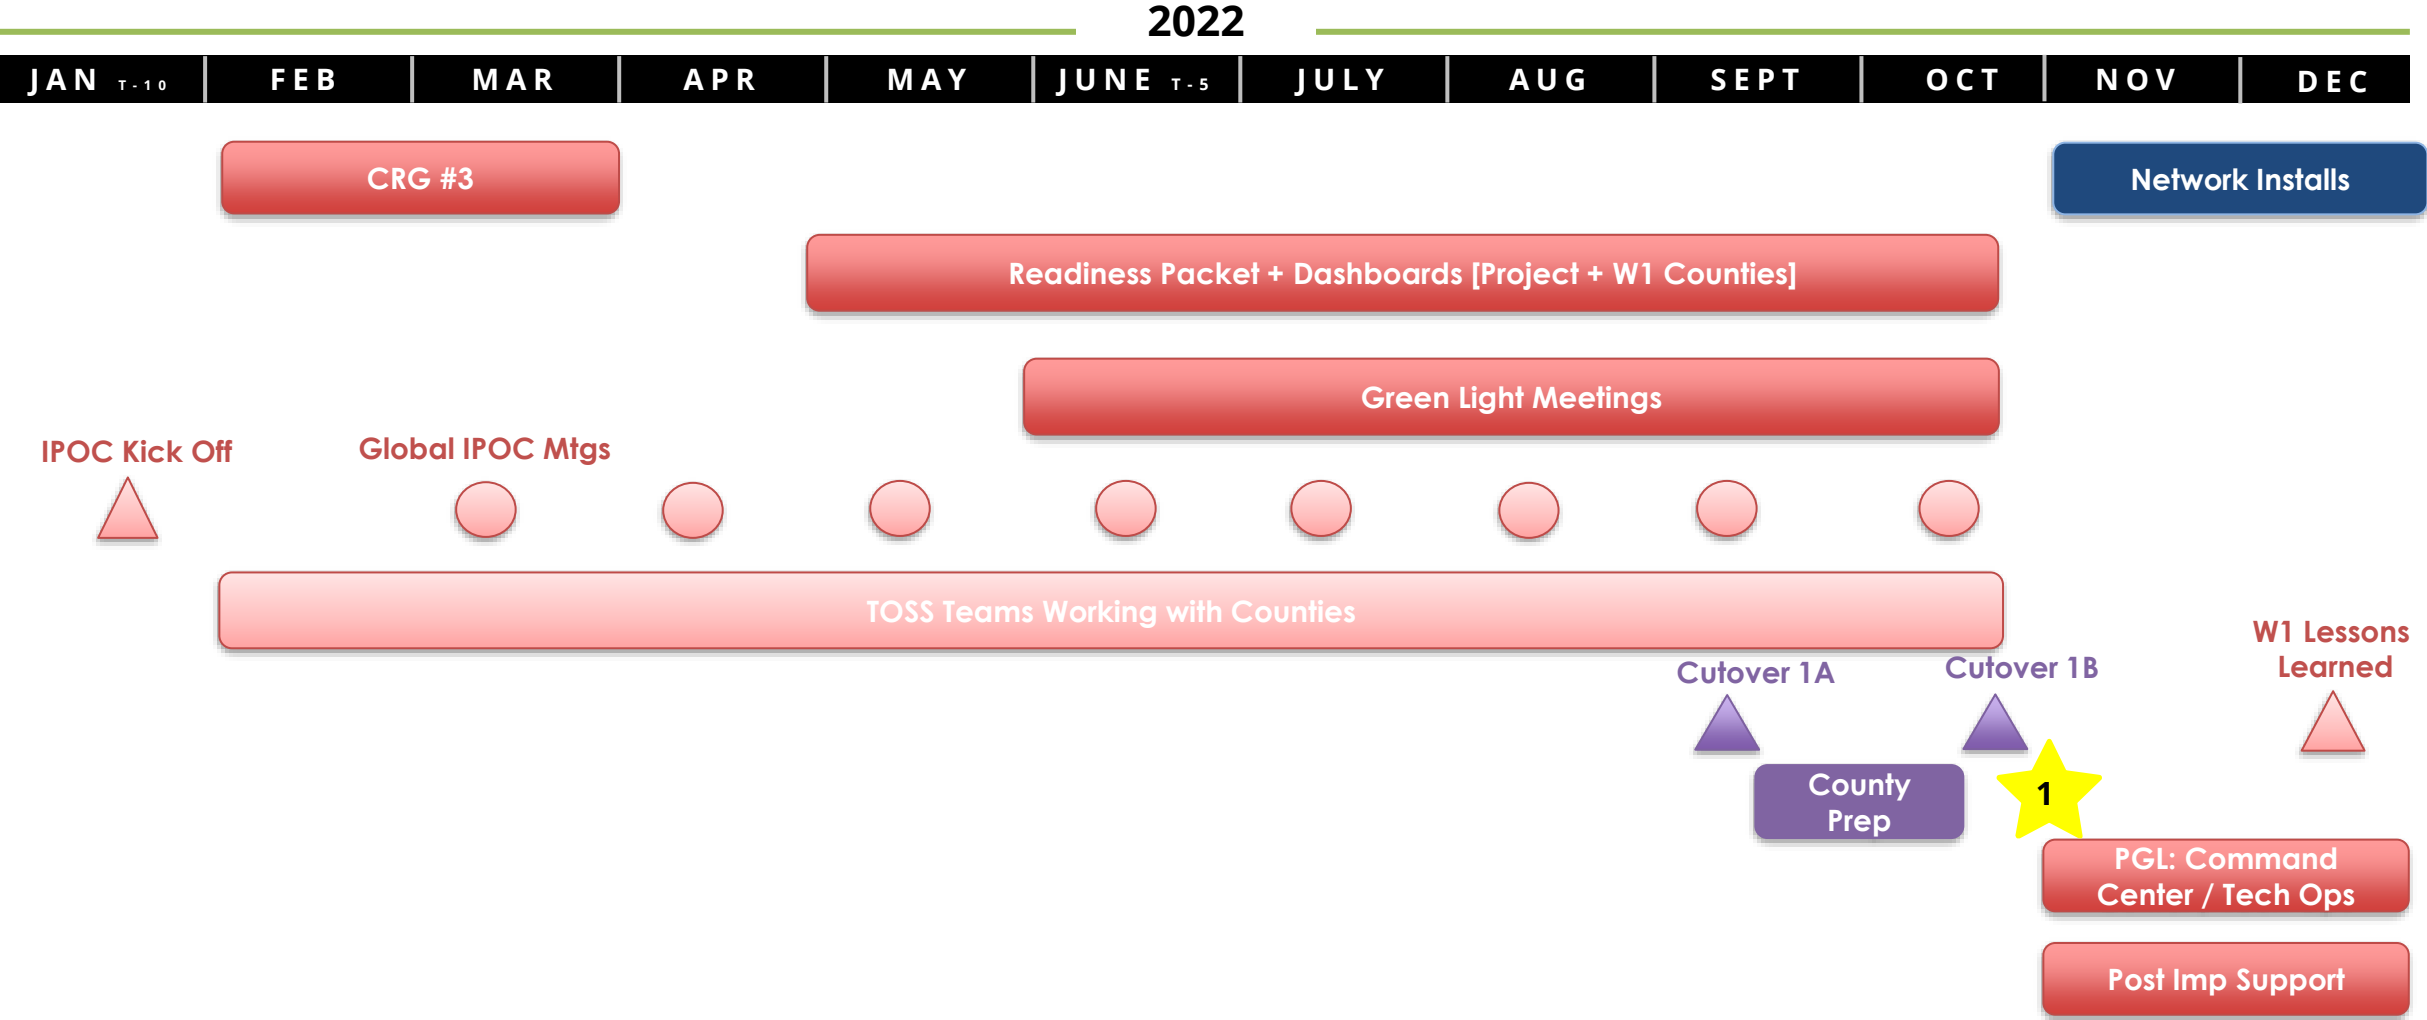 2022
JAN T-10
FEB
MAR
APR
MAY
JUNE T-5
JULY
AUG
SEPT
OCT
NOV
DEC
CRG #3
Network Installs
Readiness Packet + Dashboards [Project + W1 Counties]
Green Light Meetings
IPOC Kick Off
Global IPOC Mtgs
TOSS Teams Working with Counties
W1 Lessons
Learned
Cutover 1A
Cutover 1B
County
Prep
1
PGL: Command
Center / Tech Ops
Post Imp Support